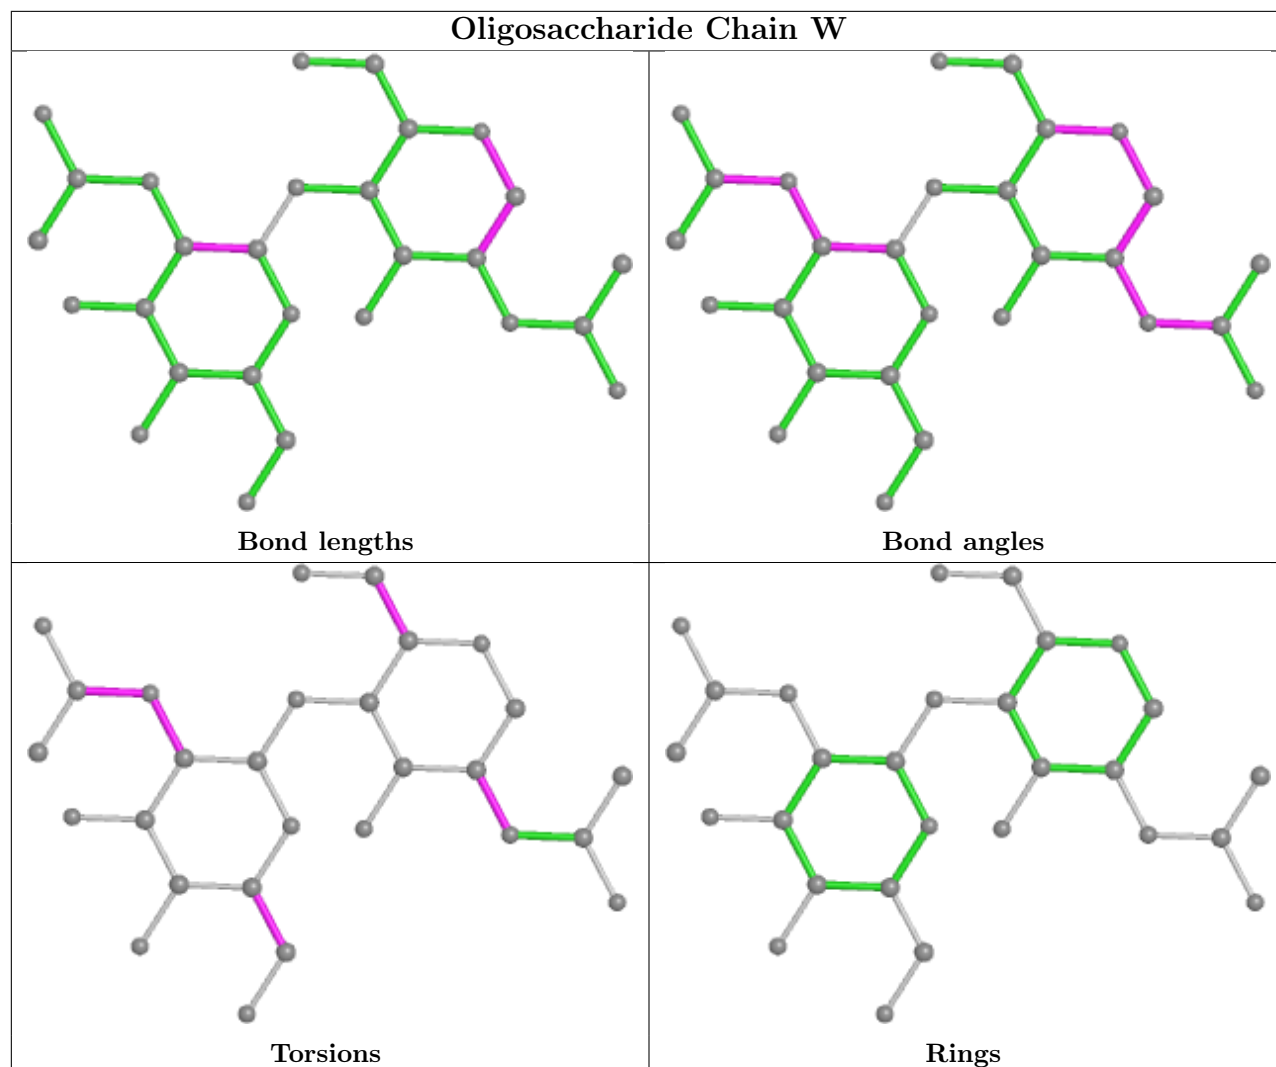 Oligosaccharide Chain W
Bond lengths
Bond angles
Torsions
Rings